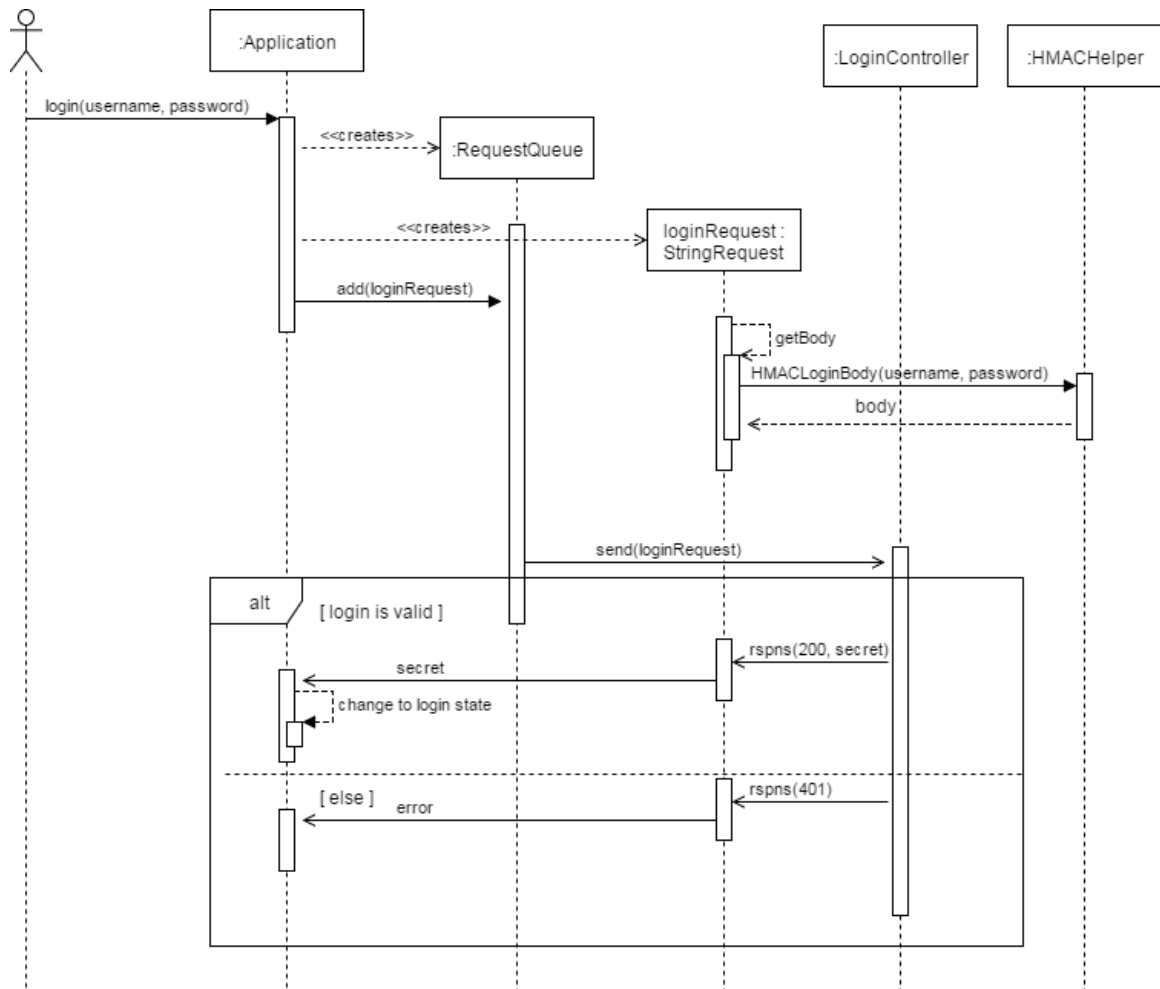 :Application
:LoginController
:HMACHelper
login(username, password)
<<creates>>
:RequestQueue
<<creates>>
loginRequest :
StringRequest
add(loginRequest)
getBody
HMACLoginBody(username, password)
body
send(loginRequest)
alt
[ login is valid ]
rspns(200, secret)
secret
change to login state
rspns(401)
[ else ]
error